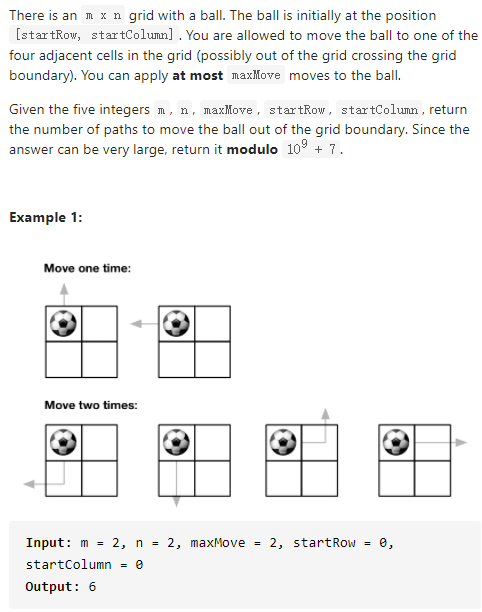 There is an m x n grid with a ball. The ball is initially at the position
[startRow, startColumn] . You are allowed to move the ball to one of the
four adjacent cells in the grid (possibly out of the grid crossing the grid
boundary). You can apply at most maxMove moves to the ball.
Given the five integers m , n , maxMove , startRow , startColumn , return
the number of paths to move the ball out of the grid boundary. Since the
answer can be very large, return it modulo 10⁹ + 7 .
Example 1:
Move one time:
Move two times:
Input: m = 2, n = 2, maxMove = 2, startRow = 0,
startColumn = 0
Output: 6